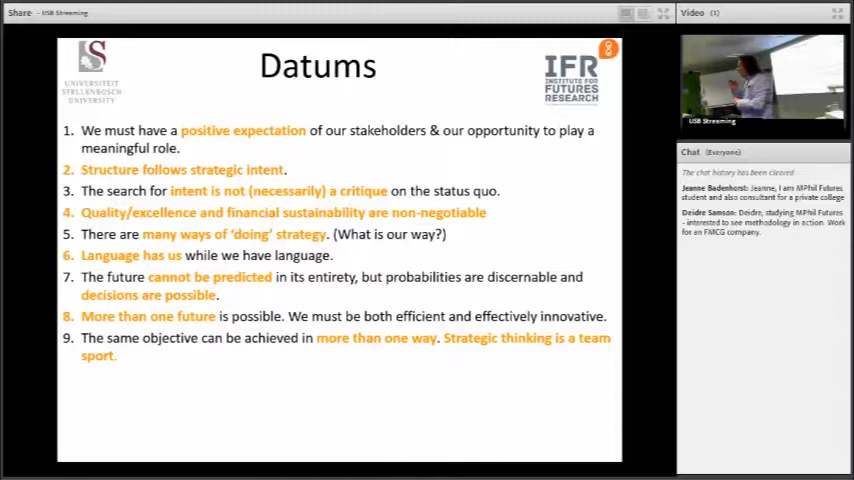 Share - USB Streaming
Video (1)
UNIVERSITEIT
STELLENBOSCH
UNIVERSITY
Datums
IFR
INSTITUTE FOR
FUTURES
RESEARCH
1. We must have a positive expectation of our stakeholders & our opportunity to play a
meaningful role.
2. Structure follows strategic intent.
3. The search for intent is not (necessarily) a critique on the status quo.
4. Quality/excellence and financial sustainability are non-negotiable
5. There are many ways of ‘doing’ strategy. (What is our way?)
6. Language has us while we have language.
7. The future cannot be predicted in its entirety, but probabilities are discernable and
decisions are possible.
8. More than one future is possible. We must be both efficient and effectively innovative.
9. The same objective can be achieved in more than one way. Strategic thinking is a team
sport.
USB Streaming
Chat (Everyone)
The chat history has been cleared
Jeanne Badenhorst: Jeanne, I am MPhil Futures
student and also consultant for a private college
Deidre Samson: Deidre, studying MPhil Futures
- interested to see methodology in action. Work
for an FMCG company.